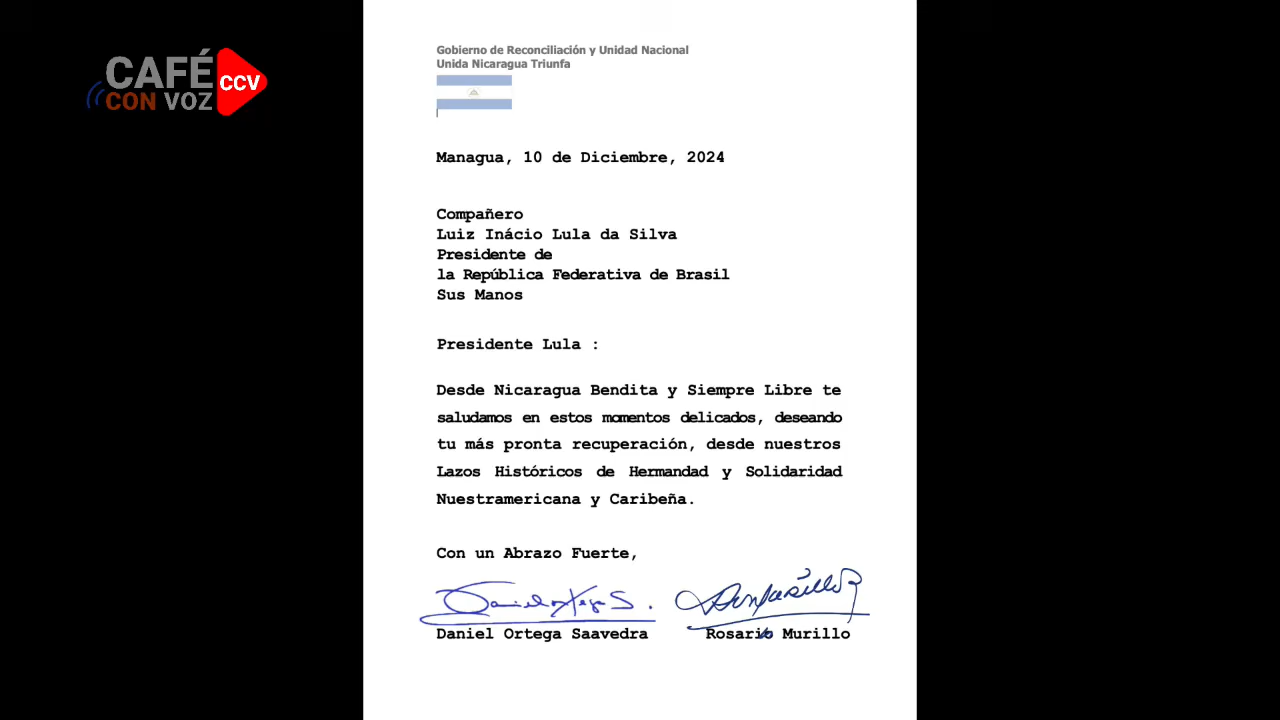 CAFÉ
CON VOZ
CCV
Gobierno de Reconciliación y Unidad Nacional
Unida Nicaragua Triunfa
Managua, 10 de Diciembre, 2024
Compañero
Luiz Inácio Lula da Silva
Presidente de
la República Federativa de Brasil
Sus Manos
Presidente Lula :
Desde Nicaragua Bendita y Siempre Libre te
saludamos en estos momentos delicados, deseando
tu más pronta recuperación, desde nuestros
Lazos Históricos de Hermandad y Solidaridad
Nuestramericana y Caribeña.
Con un Abrazo Fuerte,
Daniel Ortega Saavedra Rosario Murillo